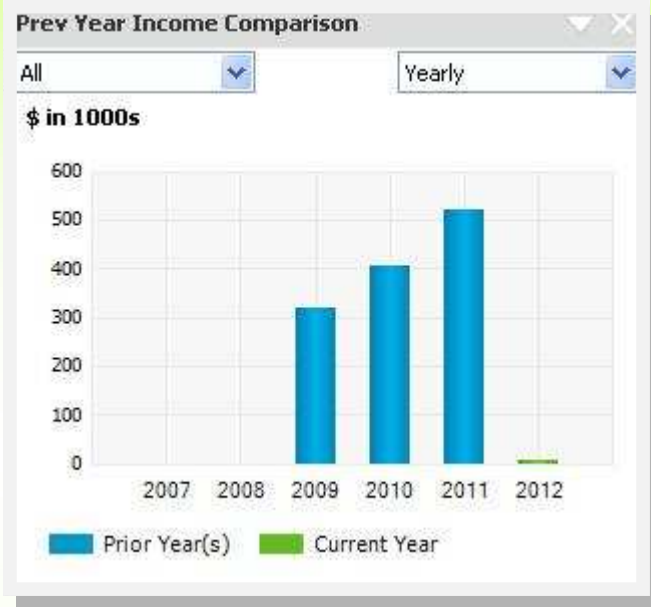 Prev Year Income Comparison
All Yearly
$ in 1000s
600
500
400
300
200
100
0
2007 2008 2009 2010 2011 2012
Prior Year(s) Current Year